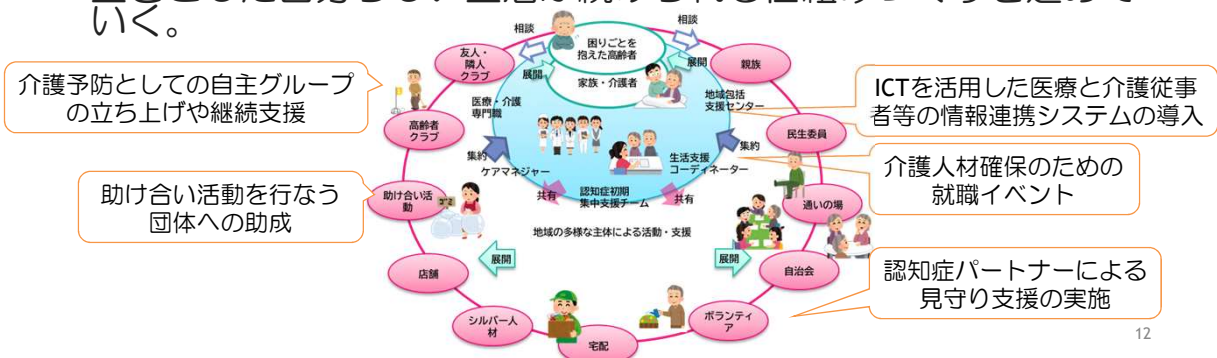 いく。
相談
相談
困りごとを
抱えた高齢者
友人・
隣人
クラブ
展開
展開
親族
家族・介護者
介護予防としての自主グループ
の立ち上げや継続支援
医療・介護
専門職
地域包括
支援センター
ICTを活用した医療と介護従事
者等の情報連携システムの導入
高齢者
クラブ
民生委員
集約
集約
ケアマネジャー
生活支援
コーディネーター
介護人材確保のための
就職イベント
助け合い活動を行なう
団体への助成
助け合い活
動
共有
認知症初期
集中支援チーム
共有
通いの場
地域の多様な主体による活動・支援
展開
展開
店舗
自治会
認知症パートナーによる
見守り支援の実施
シルバー人
材
ボランティ
ア
宅配
12